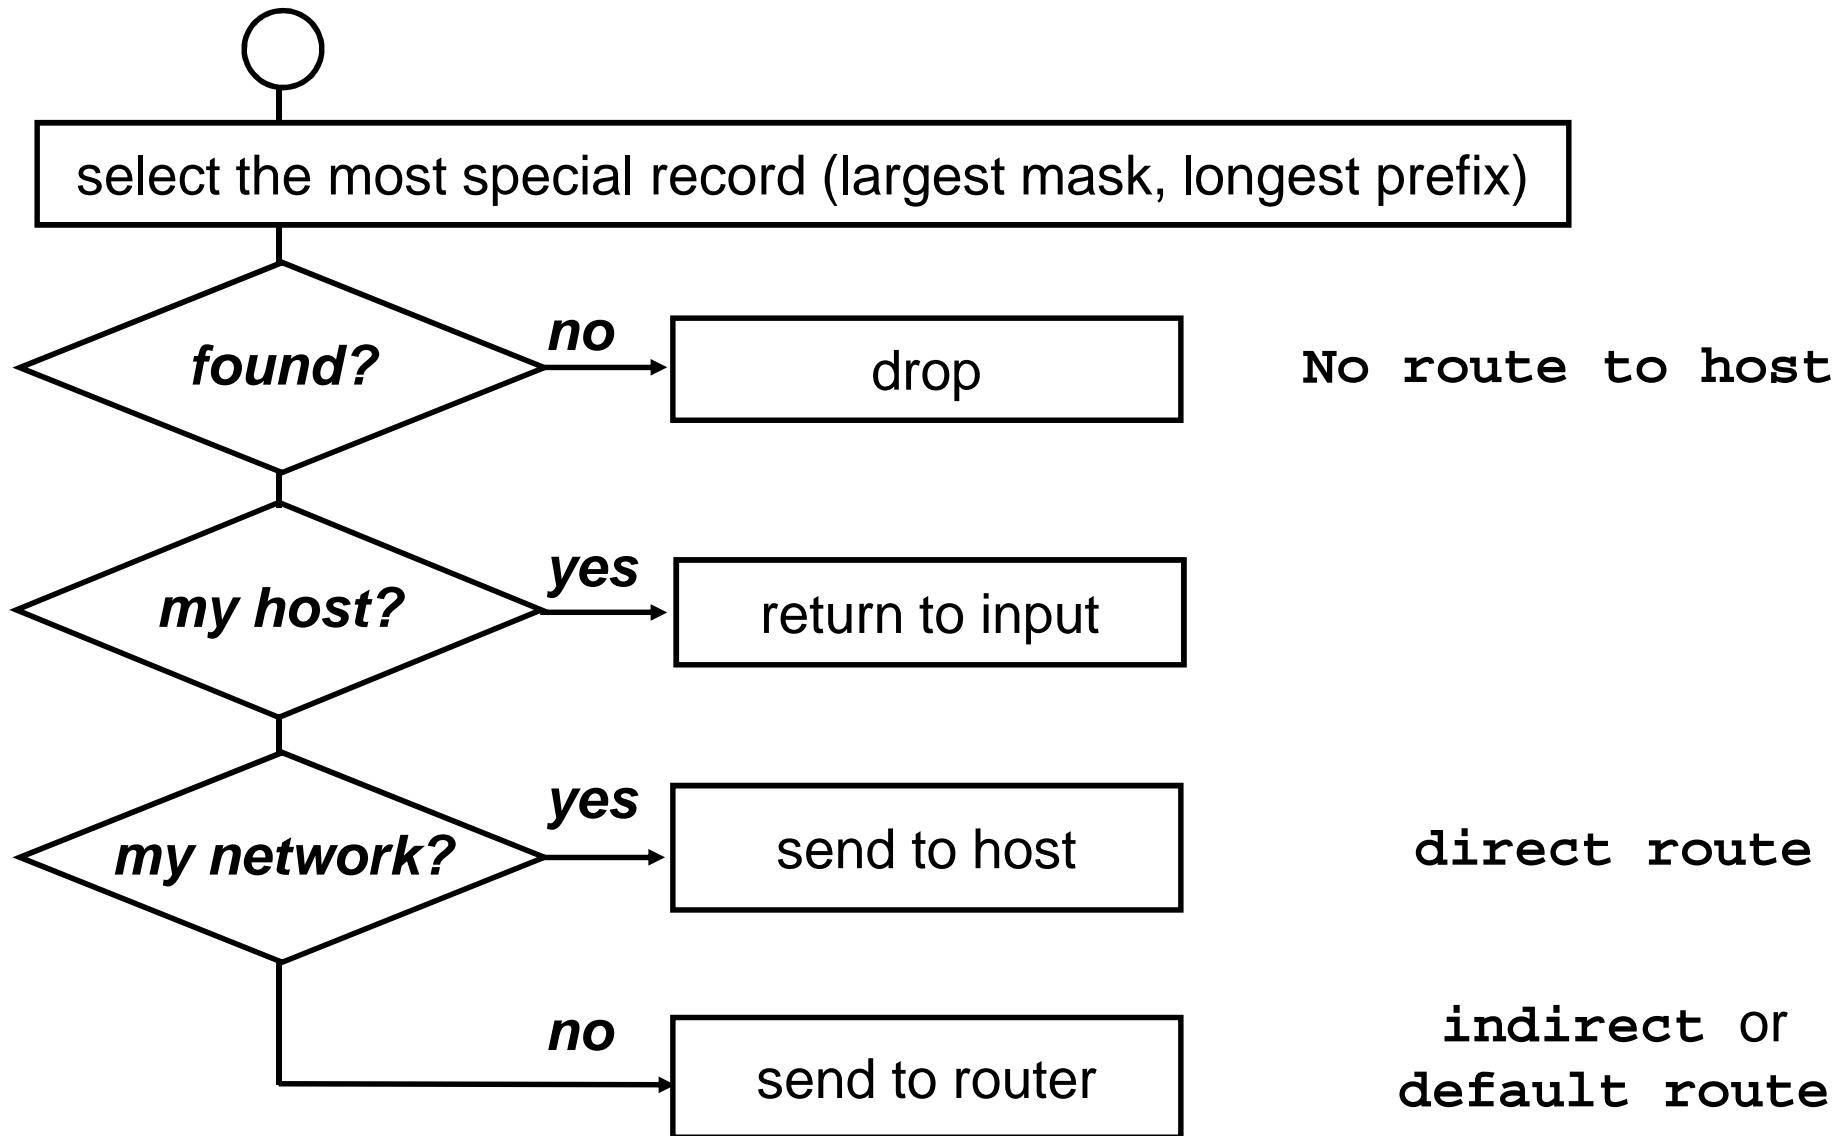 select the most special record (largest mask, longest prefix)
found?
no
drop
No route to host
my host?
yes
return to input
my network?
yes
send to host
direct route
no
send to router
indirect or
default route